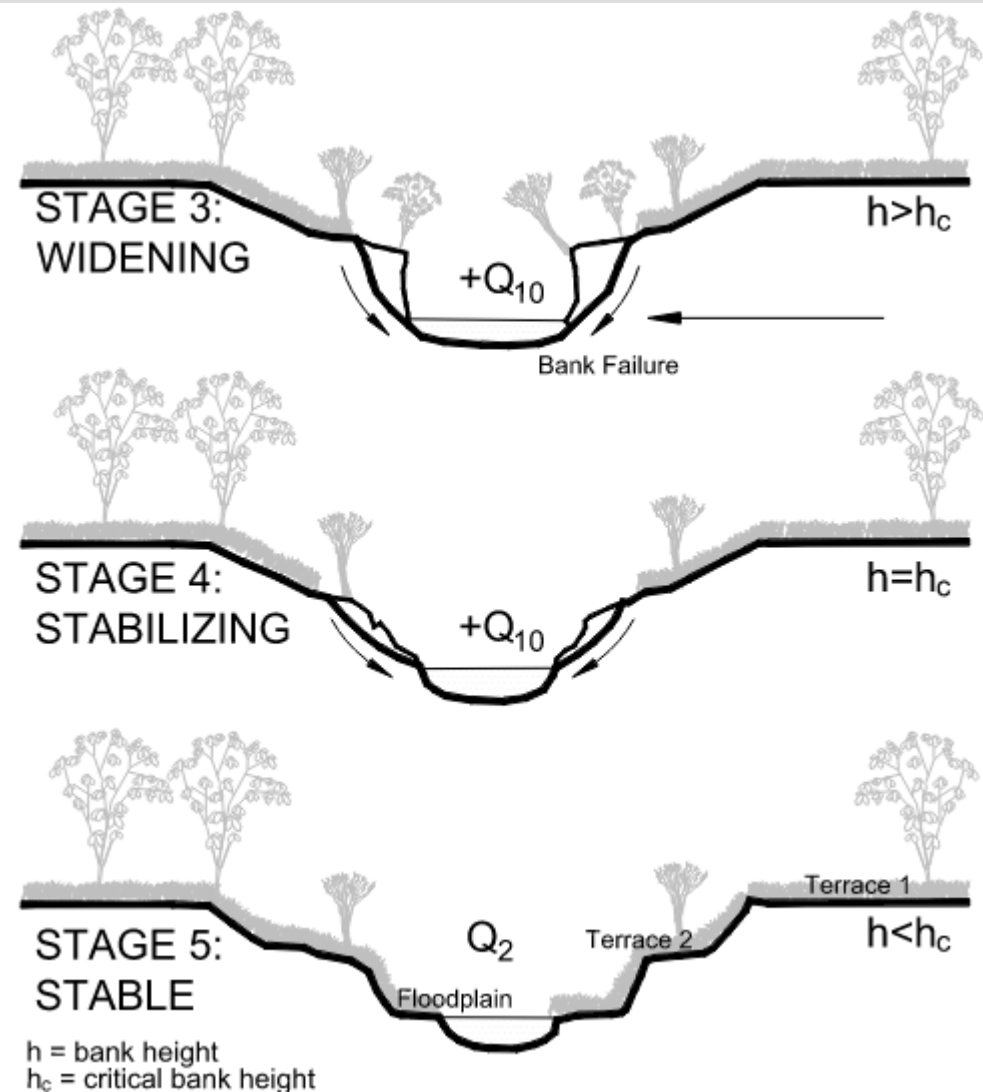 STAGE 3:
WIDENING
h>hc
+Q10
Bank Failure
STAGE 4:
STABILIZING
h=hc
+Q10
Terrace 1
STAGE 5:
STABLE
Q2
Terrace 2
h<hc
Floodplain
h = bank height
hc = critical bank height